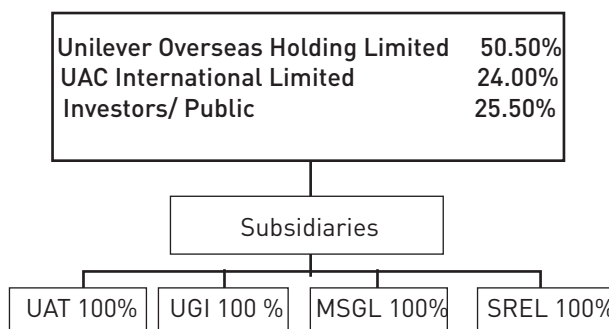 Unilever Overseas Holding Limited 50.50%
UAC International Limited 24.00%
Investors/ Public 25.50%
Subsidiaries
UAT 100% UGI 100 % MSGL 100% SREL 100%